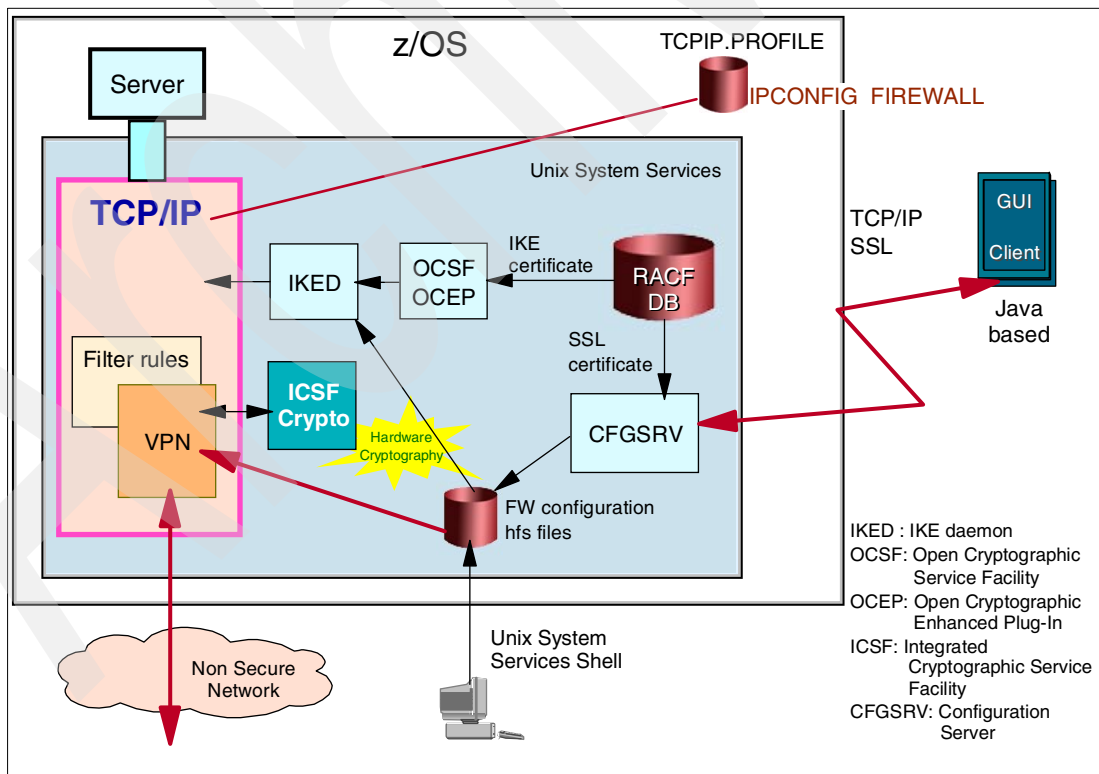 z/OS
TCPIP.PROFILE
IPCONFIG FIREWALL
Server
Unix System Services
TCP/IP
IKED
OCSF
OCEP
IKE
certificate
RACF
DB
TCP/IP
SSL
GUI
Client
Java
based
Filter rules
VPN
ICSF
Crypto
Hardware
Cryptography
SSL
certificate
CFGSRV
FW configuration
hfs files
Non Secure
Network
Unix System
Services Shell
IKED : IKE daemon
OCSF: Open Cryptographic
Service Facility
OCEP: Open Cryptographic
Enhanced Plug-In
ICSF: Integrated
Cryptographic Service
Facility
CFGSRV: Configuration
Server